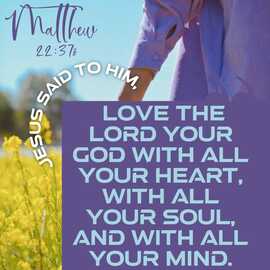 Matthew
22:37
JESUS SAID TO HIM,
LOVE THE
LORD YOUR
GOD WITH ALL
YOUR HEART,
WITH ALL
YOUR SOUL,
AND WITH ALL
YOUR MIND.